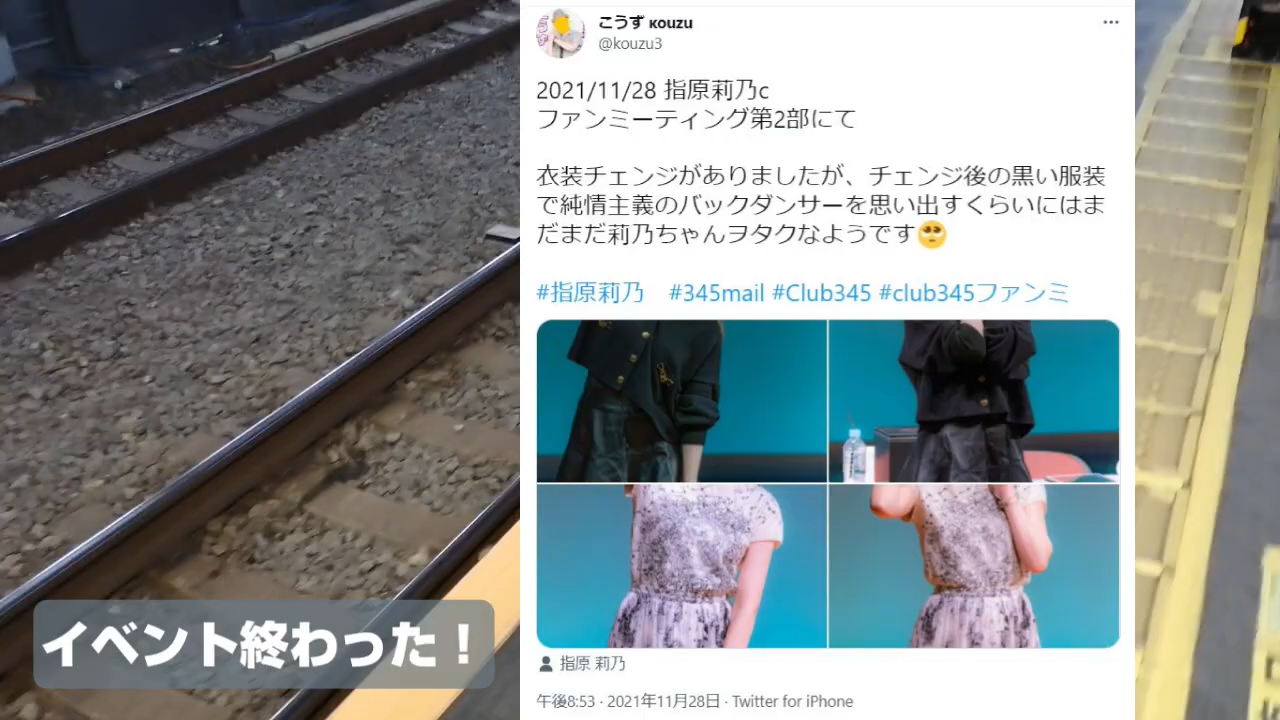 こうず kouzu
@kouzu3
2021/11/28 指原莉乃c
ファンミーティング第2部にて
衣装チェンジがありましたが、チェンジ後の黒い服装
で純情主義のバックダンサーを思い出すくらいにはま
だまだ莉乃ちゃんヲタクなようです🥺
#指原莉乃　#345mail #Club345 #club345ファンミ
指原 莉乃
午後8:53 · 2021年11月28日 · Twitter for iPhone
イベント終わった！